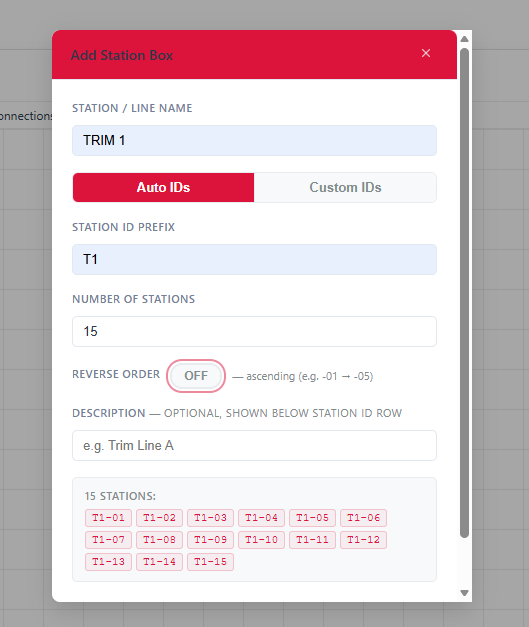 Add Station Box ×
onnections
STATION / LINE NAME
TRIM 1
Auto IDs Custom IDs
STATION ID PREFIX
T1
NUMBER OF STATIONS
15
REVERSE ORDER OFF — ascending (e.g. -01 → -05)
DESCRIPTION — OPTIONAL, SHOWN BELOW STATION ID ROW
e.g. Trim Line A
15 STATIONS:
T1-01 T1-02 T1-03 T1-04 T1-05 T1-06
T1-07 T1-08 T1-09 T1-10 T1-11 T1-12
T1-13 T1-14 T1-15